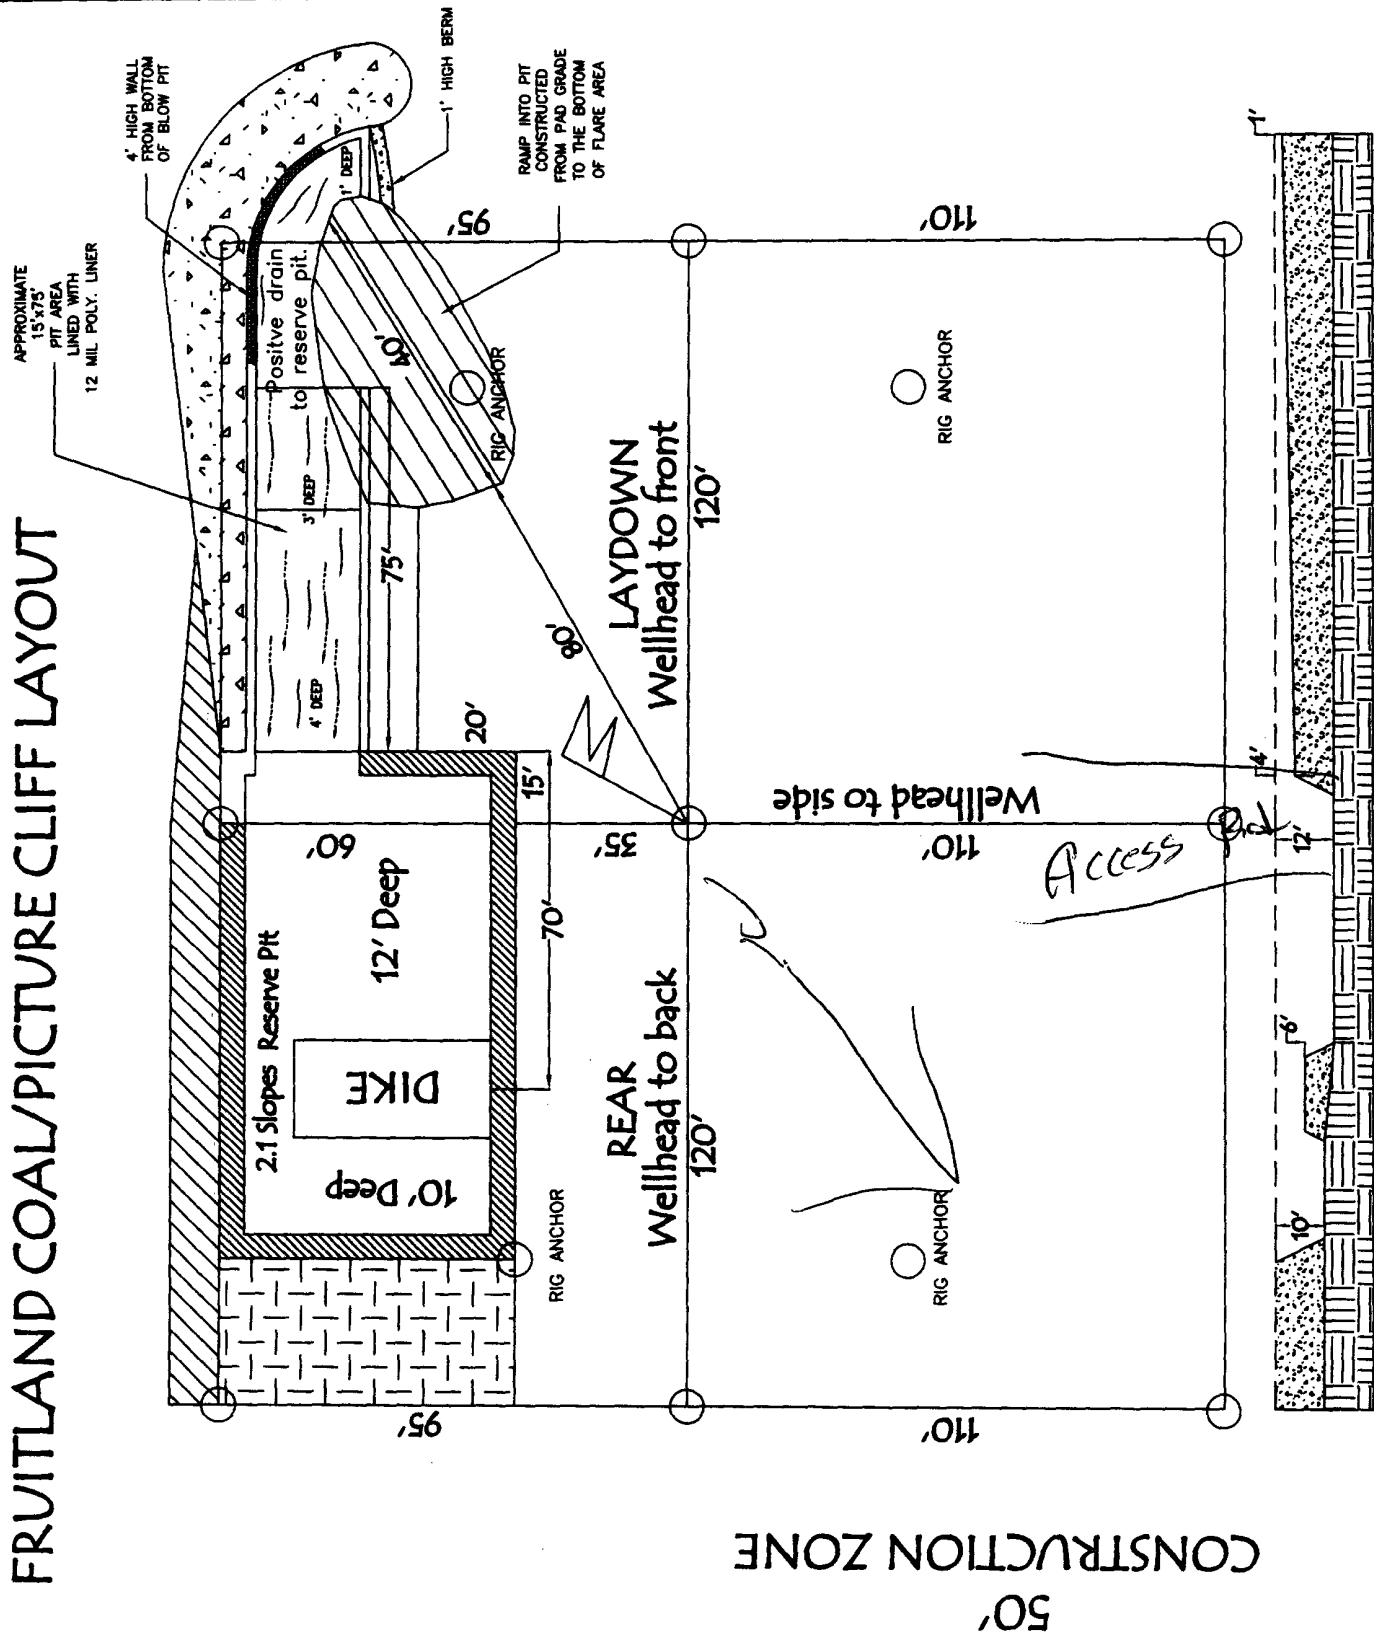 FRUITLAND COAL/PICTURE CLIFF LAYOUT
APPROXIMATE
15'x75'
PIT AREA
LINED WITH
12 MIL POLY. LINER
4' HIGH WALL
FROM BOTTOM
OF BLOW PIT
1' HIGH BERM
RAMP INTO PIT
CONSTRUCTED
FROM PAD GRADE
TO THE BOTTOM
OF FLARE AREA
Positve drain
to reserve pit.
1' DEEP
3' DEEP
4' DEEP
40'
RIG ANCHOR
75'
80'
95'
20'
15'
60'
35'
2.1 Slopes Reserve Pit
12' Deep
DIKE
10' Deep
70'
RIG ANCHOR
95'
LAYDOWN
Wellhead to front
120'
REAR
Wellhead to back
120'
Wellhead to side
110'
110'
110'
RIG ANCHOR
RIG ANCHOR
Access
1'
4'
12'
6'
10'
50'
CONSTRUCTION ZONE